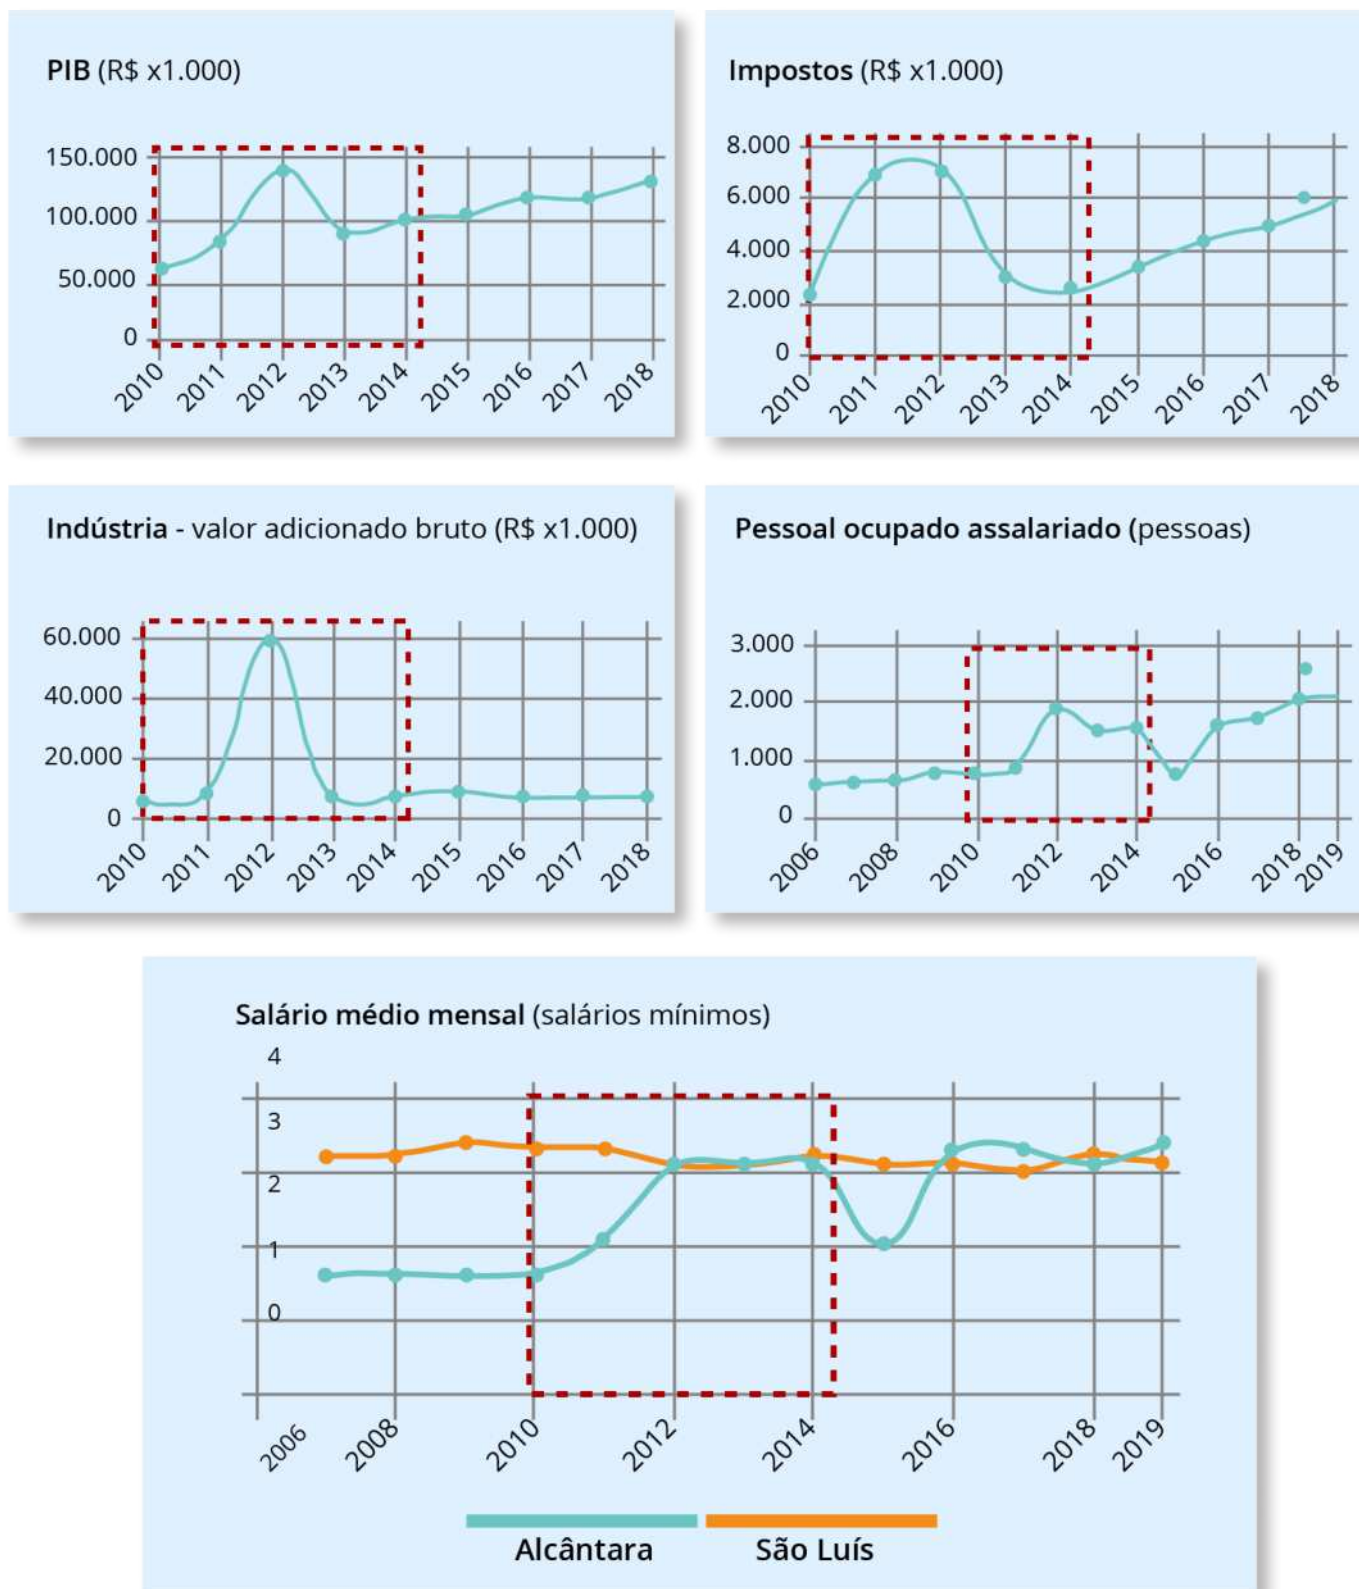 PIB (R$ x1.000)
150.000
100.000
50.000
0
2010 2011 2012 2013 2014 2015 2016 2017 2018
Impostos (R$ x1.000)
8.000
6.000
4.000
2.000
0
2010 2011 2012 2013 2014 2015 2016 2017 2018
Indústria - valor adicionado bruto (R$ x1.000)
60.000
40.000
20.000
0
2010 2011 2012 2013 2014 2015 2016 2017 2018
Pessoal ocupado assalariado (pessoas)
3.000
2.000
1.000
0
2006 2008 2010 2012 2014 2016 2018 2019
Salário médio mensal (salários mínimos)
4
3
2
1
0
2006 2008 2010 2012 2014 2016 2018 2019
Alcântara São Luís